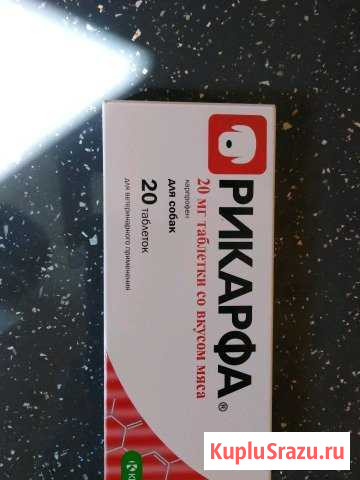 РИКАРФА®
20 мг таблетки со вкусом мяса
карпрофен
для собак
20 таблеток
для ветеринарного применения
KupluSrazu.ru